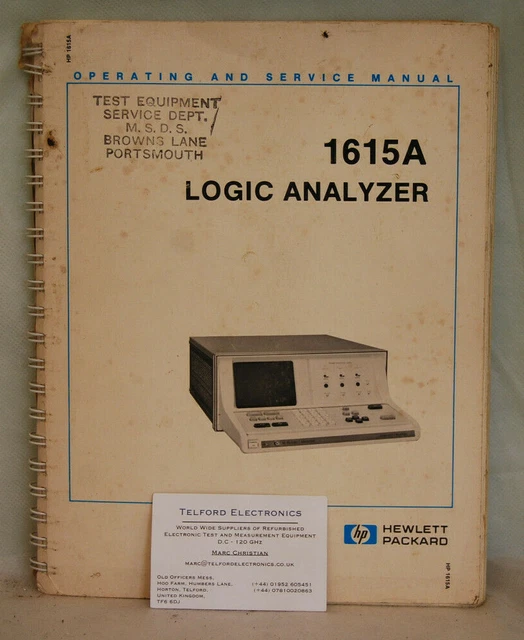 HP 1615A
OPERATING AND SERVICE MANUAL
TEST EQUIPMENT
SERVICE DEPT.
M.S.D.S.
BROWNS LANE
PORTSMOUTH
1615A
LOGIC ANALYZER
hp HEWLETT
PACKARD
HP 1615A
TELFORD ELECTRONICS
WORLD WIDE SUPPLIERS OF REFURBISHED
ELECTRONIC TEST AND MEASUREMENT EQUIPMENT
D.C - 120 GHz
MARC CHRISTIAN
MARC@TELFORDELECTRONICS.CO.UK
OLD OFFICERS MESS,
HOO FARM, HUMBERS LANE, (+44) 01952 605451
HORTON, TELFORD, (+44) 07810020653
UNITED KINGDOM,
TF6 6DJ